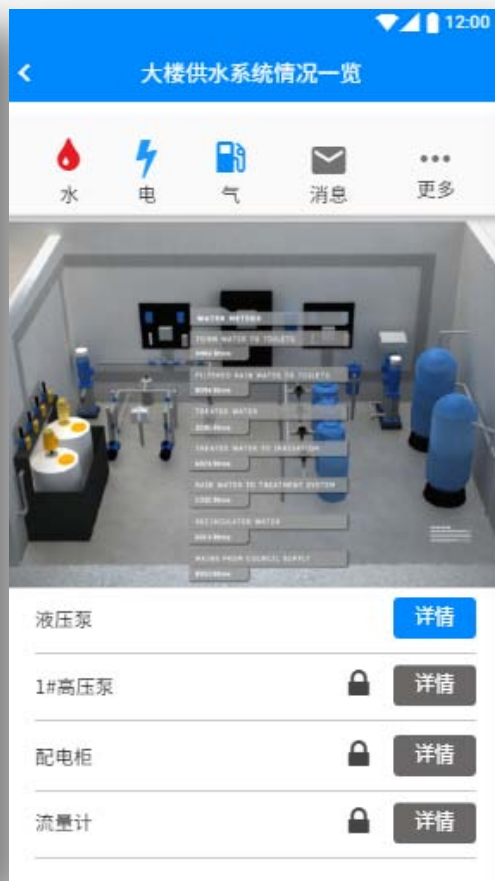 12:00
大楼供水系统情况一览
水
电
气
消息
更多
WATER METERS
TOWN WATER TO TOILETS
FILTERED RAIN WATER TO TOILETS
TREATED WATER
TREATED WATER TO IRRIGATION
RAIN WATER TO TREATMENT SYSTEM
RECIRCULATED WATER
MAINS FROM COUNCIL SUPPLY
液压泵
详情
1#高压泵
详情
配电柜
详情
流量计
详情